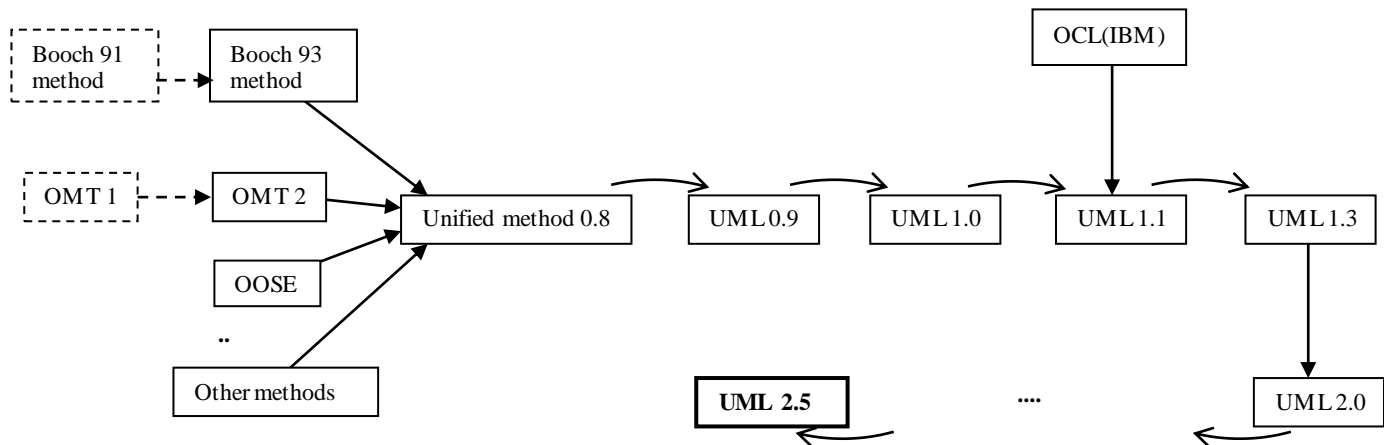 Booch 91
method
Booch 93
method
OCL(IBM)
OMT 1
OMT 2
Unified method 0.8
UML 0.9
UML 1.0
UML 1.1
UML 1.3
OOSE
..
Other methods
UML 2.5
....
UML 2.0